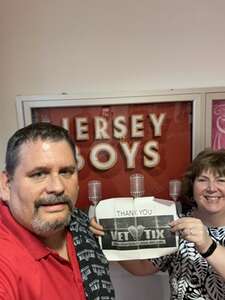 JERSEY
BOYS
THANK YOU
VET TIX